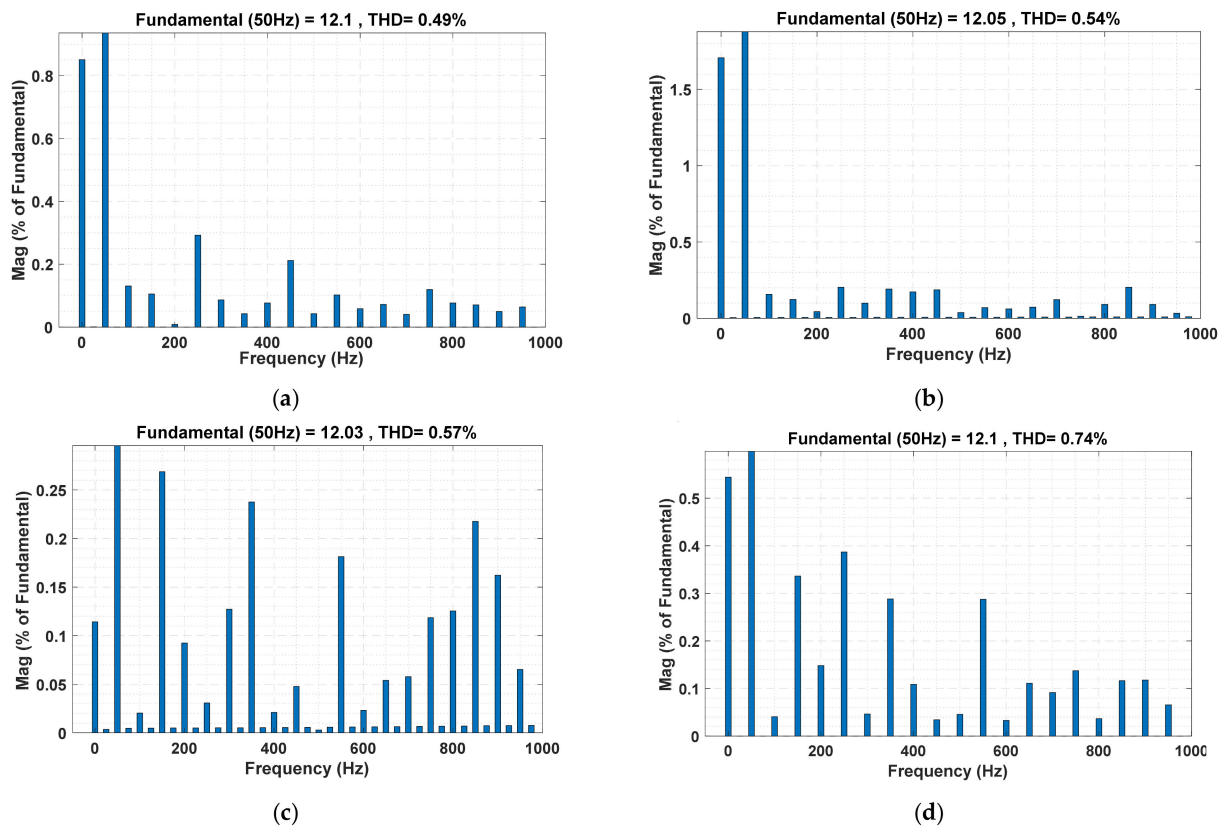 Fundamental (50Hz) = 12.1 , THD= 0.49%
Mag (% of Fundamental)
0.8
0.6
0.4
0.2
0
0 200 400 600 800 1000
Frequency (Hz)
(a)
Fundamental (50Hz) = 12.05 , THD= 0.54%
Mag (% of Fundamental)
1.5
1
0.5
0
0 200 400 600 800 1000
Frequency (Hz)
(b)
Fundamental (50Hz) = 12.03 , THD= 0.57%
Mag (% of Fundamental)
0.25
0.2
0.15
0.1
0.05
0
0 200 400 600 800 1000
Frequency (Hz)
(c)
Fundamental (50Hz) = 12.1 , THD= 0.74%
Mag (% of Fundamental)
0.5
0.4
0.3
0.2
0.1
0
0 200 400 600 800 1000
Frequency (Hz)
(d)